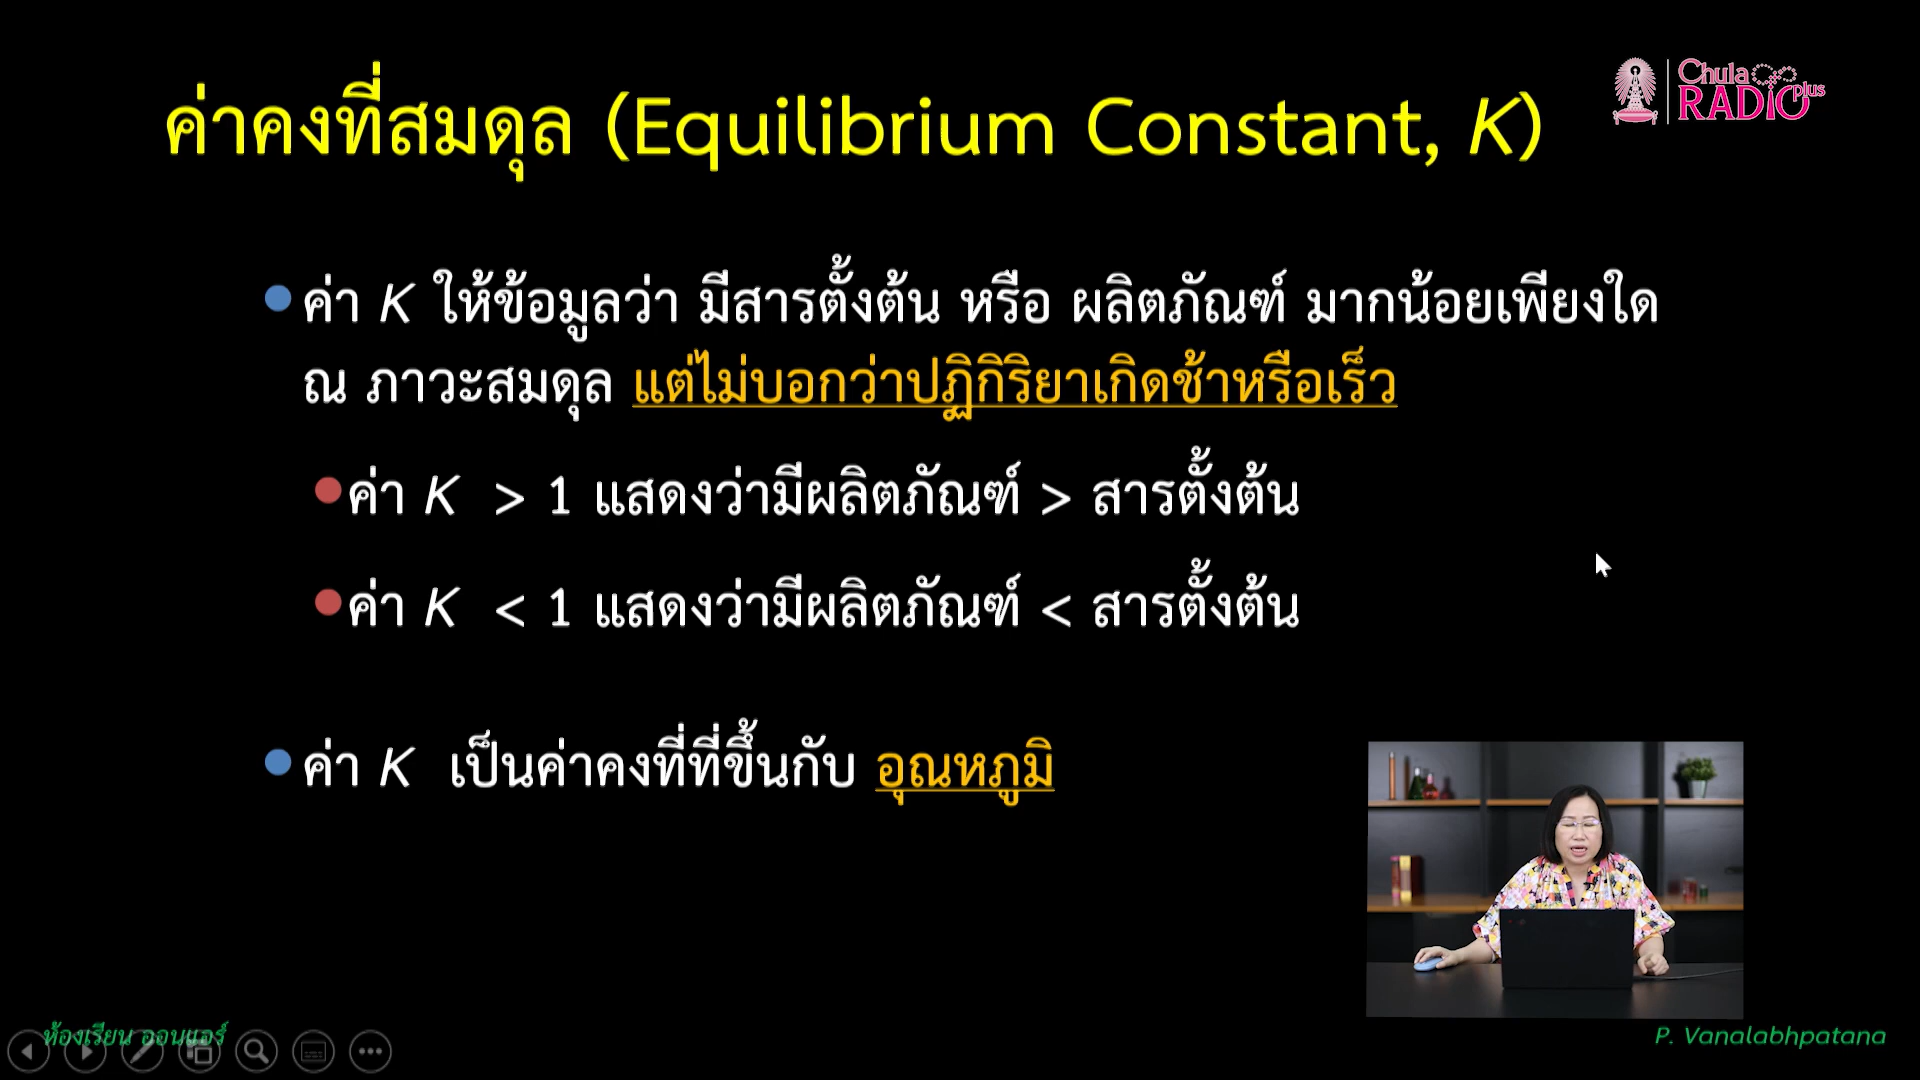 ค่าคงที่สมดุล (Equilibrium Constant, K)
Chula
RADIO plus
ค่า K ให้ข้อมูลว่า มีสารตั้งต้น หรือ ผลิตภัณฑ์ มากน้อยเพียงใด
ณ ภาวะสมดุล แต่ไม่บอกว่าปฏิกิริยาเกิดช้าหรือเร็ว
ค่า K > 1 แสดงว่ามีผลิตภัณฑ์ > สารตั้งต้น
ค่า K < 1 แสดงว่ามีผลิตภัณฑ์ < สารตั้งต้น
ค่า K เป็นค่าคงที่ที่ขึ้นกับ อุณหภูมิ
ห้องเรียน ออนแอร์
P. Vanalabhpatana